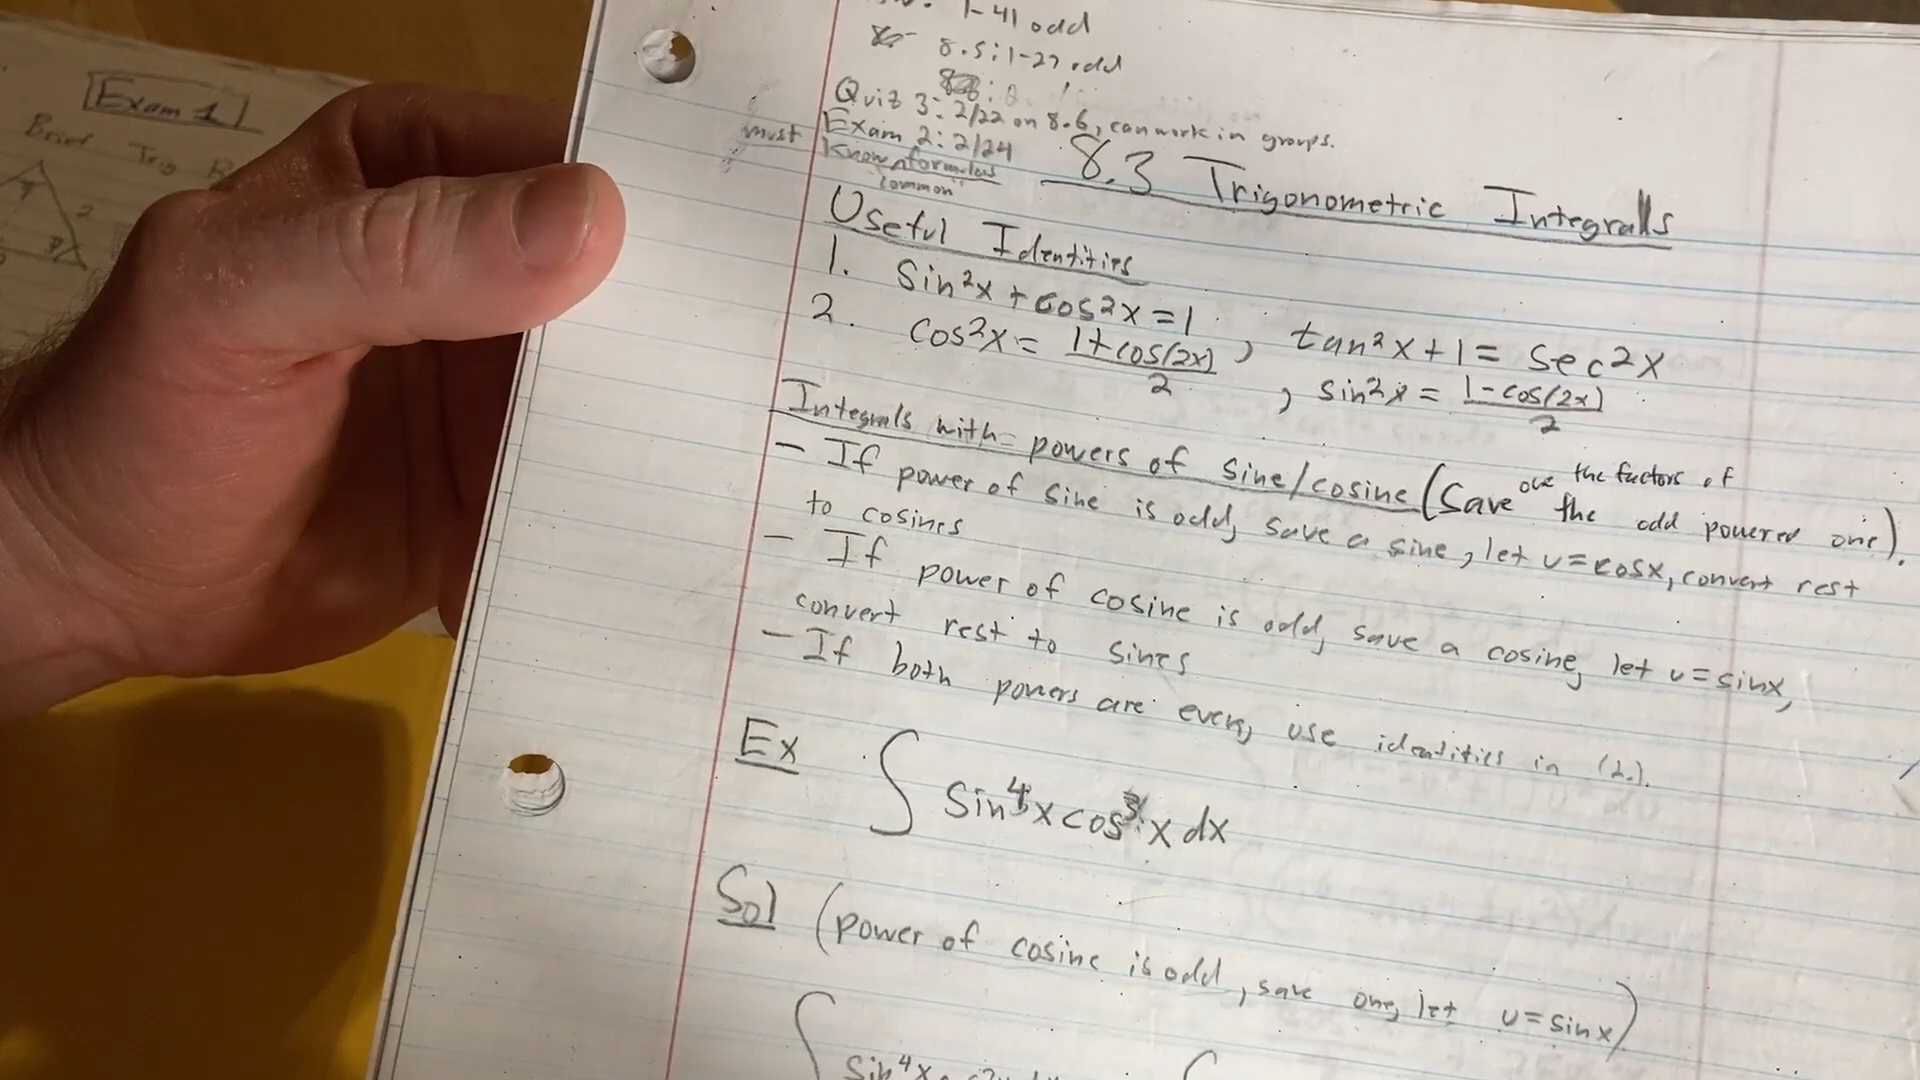 1-41 odd
8.5: 1-27 odd
Quiz 3: 2/22 on 8.6, can work in groups.
Exam 2: 2/24
must know formulas
common
8.3 Trigonometric Integralls
Useful Identities
1. Sin²x + cos²x = 1, tan²x + 1 = sec²x
2. cos²x = 1+cos(2x)/2, sin²x = 1-cos(2x)/2
Integrals with powers of sine/cosine (Save one the factors of the odd powered one).
- If power of sine is odd, save a sine, let u=cosx, convert rest
to cosines
- If power of cosine is odd, save a cosine, let u=sinx,
convert rest to sines
- If both powers are even, use identities in (2.).
Ex ∫ Sin⁴x cos³x dx
Sol (power of cosine is odd, save one, let u=sinx)
∫ Sin⁴x
Exam 1
Brief Trig
2